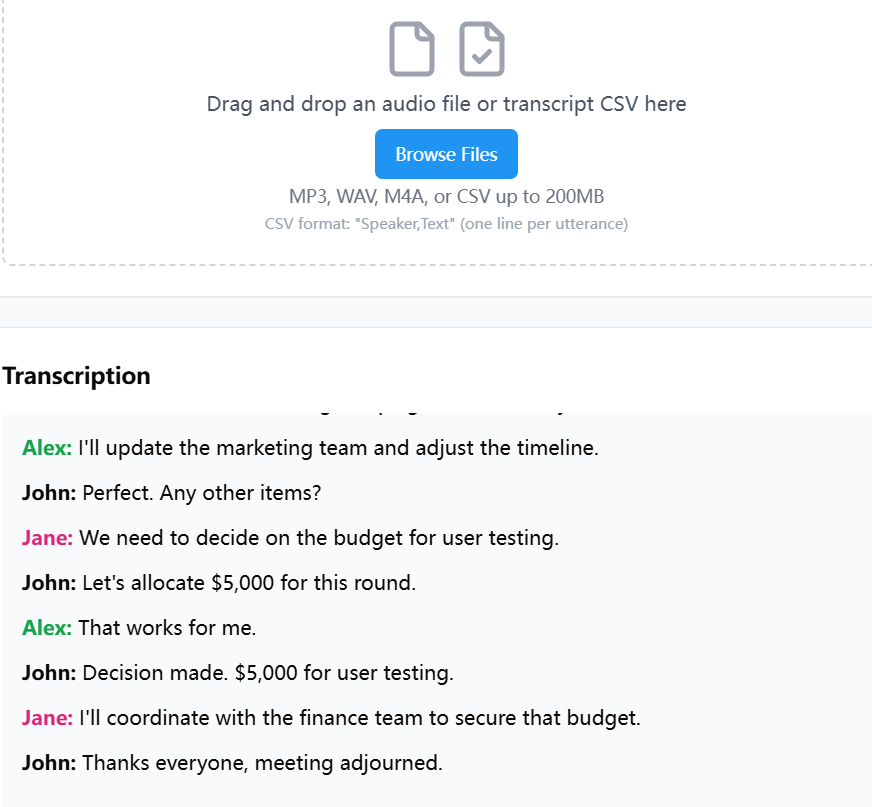 Drag and drop an audio file or transcript CSV here
Browse Files
MP3, WAV, M4A, or CSV up to 200MB
CSV format: "Speaker,Text" (one line per utterance)
Transcription
Alex: I'll update the marketing team and adjust the timeline.
John: Perfect. Any other items?
Jane: We need to decide on the budget for user testing.
John: Let's allocate $5,000 for this round.
Alex: That works for me.
John: Decision made. $5,000 for user testing.
Jane: I'll coordinate with the finance team to secure that budget.
John: Thanks everyone, meeting adjourned.